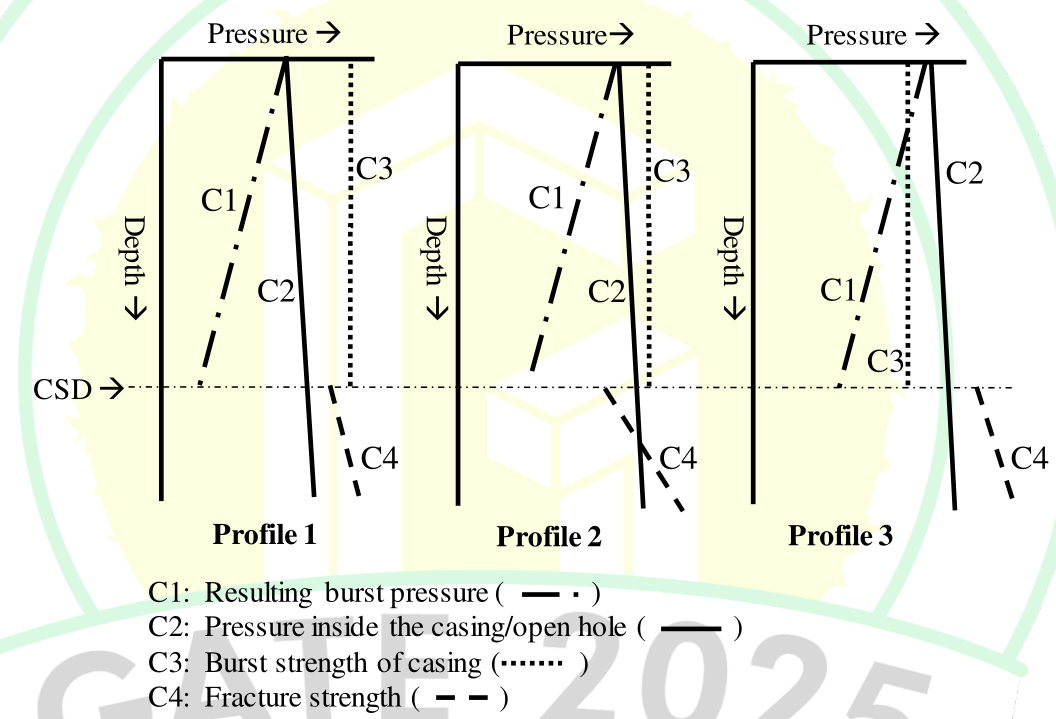 Pressure →
Pressure→
Pressure →
C3
C3
C2
C1
C1
Depth →
Depth →
Depth →
C2
C2
C1
C3
CSD →
C4
C4
C4
Profile 1
Profile 2
Profile 3
C1: Resulting burst pressure ( )
C2: Pressure inside the casing/open hole ( )
C3: Burst strength of casing ( )
C4: Fracture strength ( )
GATE 2025